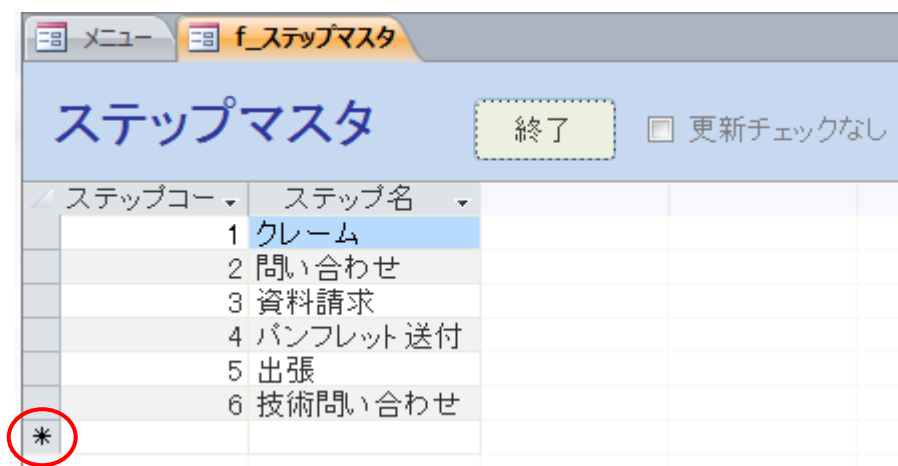 メニュー f_ステップマスタ
ステップマスタ 終了 更新チェックなし
ステップコー ステップ名
1 クレーム
2 問い合わせ
3 資料請求
4 パンフレット送付
5 出張
6 技術問い合わせ
*